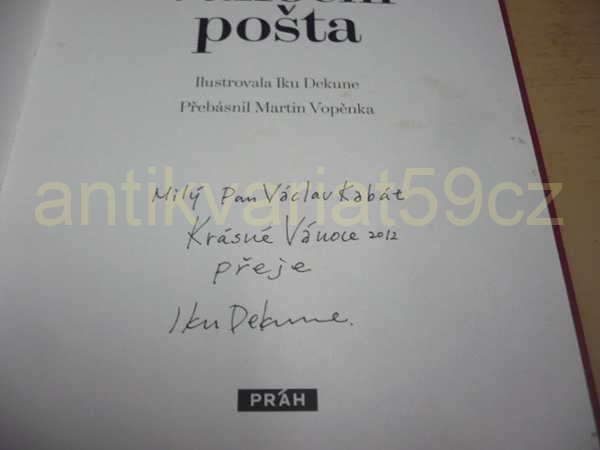 pošta
Ilustrovala Iku Dekune
Přebásnil Martin Vopěnka
Milý Pan Václav Kabát
antikvariat59cz
Krásné Vánoce 2012
přeje
Iku Dekune.
PRÁH